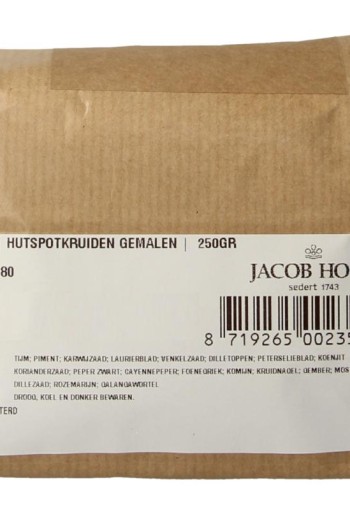 HUTSPOTKRUIDEN GEMALEN | 250GR
80
JACOB HO
sedert 1743
8 719265 00235
TIJM; PIMENT; KARWIJZAAD; LAURIERBLAD; VENKELZAAD; DILLETOPPEN; PETERSELIEBLAD; KOENJIT
KORIANDERZAAD; PEPER ZWART; CAYENNEPEPER; FOENEGRIEK; KOMIJN; KRUIDNAGEL; GEMBER; MOS
DILLEZAAD; ROZEMARIJN; GALANGAWORTEL
DROOG, KOEL EN DONKER BEWAREN.
TERD